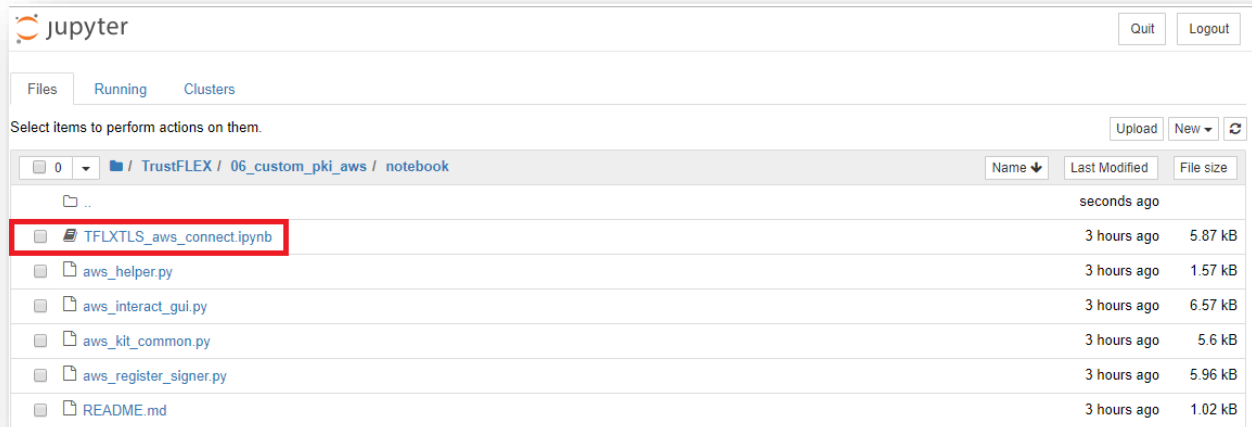 jupyter Quit Logout
Files Running Clusters
Select items to perform actions on them. Upload New
0 / TrustFLEX / 06_custom_pki_aws / notebook Name Last Modified File size
.. seconds ago
TFLXTLS_aws_connect.ipynb 3 hours ago 5.87 kB
aws_helper.py 3 hours ago 1.57 kB
aws_interact_gui.py 3 hours ago 6.57 kB
aws_kit_common.py 3 hours ago 5.6 kB
aws_register_signer.py 3 hours ago 5.96 kB
README.md 3 hours ago 1.02 kB